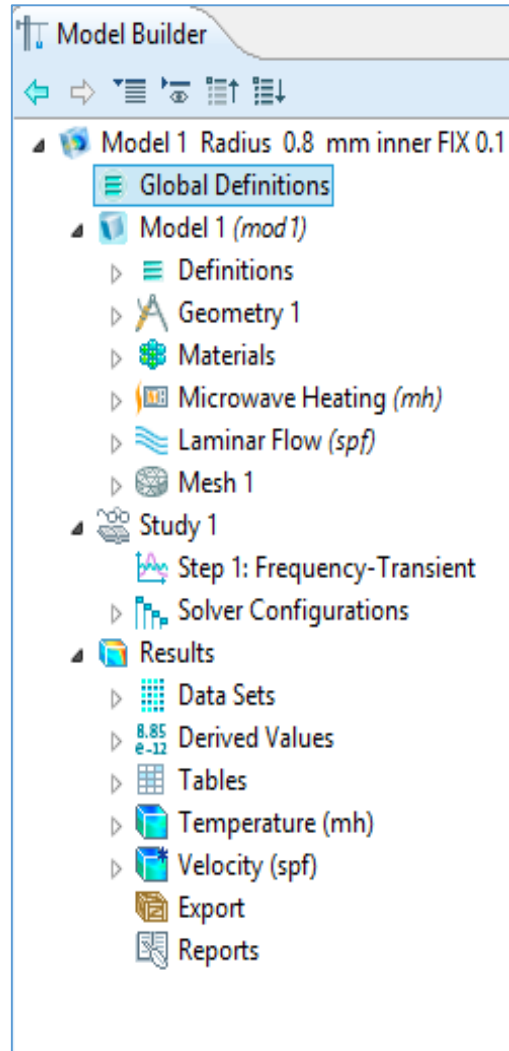 Model Builder
Model 1 Radius 0.8 mm inner FIX 0.1
Global Definitions
Model 1 (mod1)
Definitions
Geometry 1
Materials
Microwave Heating (mh)
Laminar Flow (spf)
Mesh 1
Study 1
Step 1: Frequency-Transient
Solver Configurations
Results
Data Sets
8.85
e-12
Derived Values
Tables
Temperature (mh)
Velocity (spf)
Export
Reports